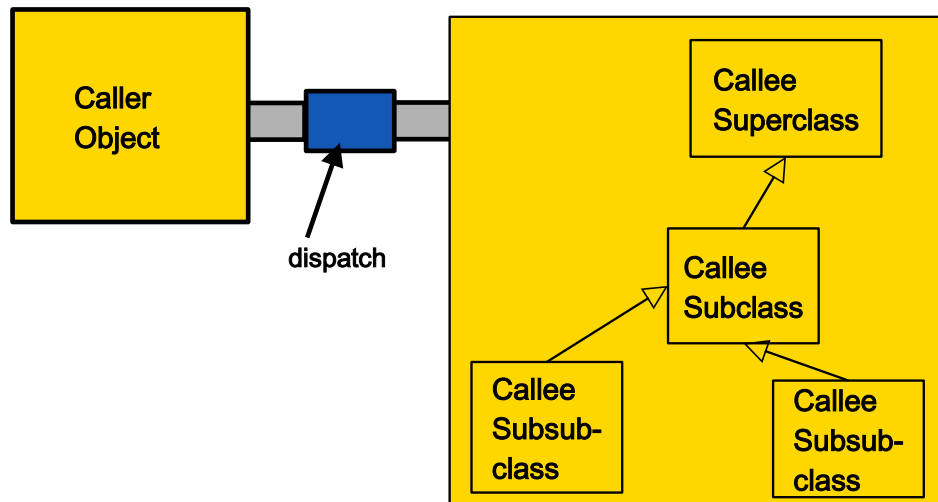 Caller
Object
dispatch
Callee
Superclass
Callee
Subclass
Callee
Subsub-
class
Callee
Subsub-
class